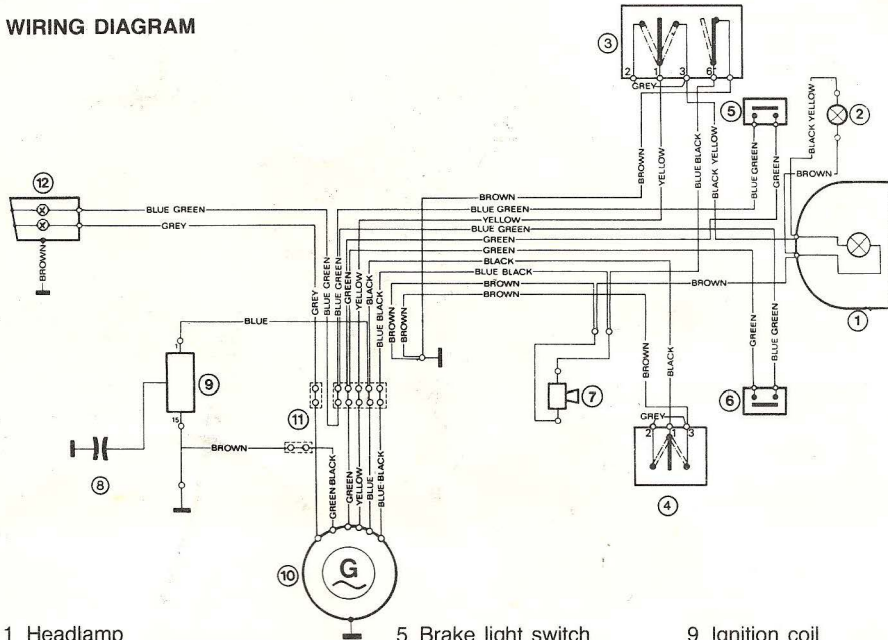 WIRING DIAGRAM
3
2
1
3
6
GREY
5
2
BLACK YELLOW
BROWN
YELLOW
BLUE BLACK
BLACK YELLOW
BLUE GREEN
GREEN
BROWN
12
BLUE GREEN
GREY
BROWN
BROWN
BLUE GREEN
YELLOW
BLUE GREEN
GREEN
GREEN
BLACK
BLUE BLACK
BROWN
BROWN
BROWN
1
GREY
BLUE GREEN
BLUE GREEN
GREEN
YELLOW
BLACK
BLUE BLACK
BROWN
BROWN
BLUE
1
9
15
8
BROWN
11
7
BROWN
BLACK
GREEN
BLUE GREEN
6
GREY
2
1
3
4
GREEN BLACK
GREEN
YELLOW
BLUE
BLUE BLACK
10
G
1 Headlamp
5 Brake light switch
9 Ignition coil